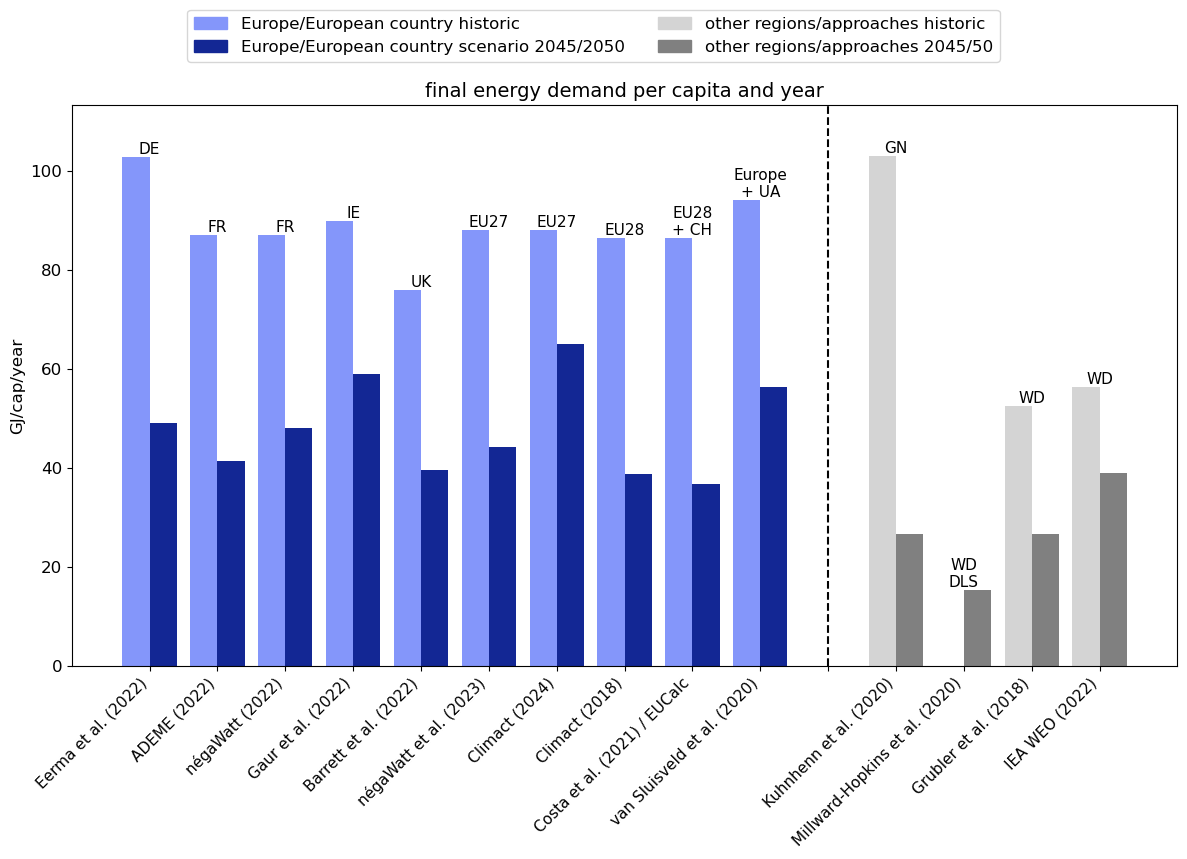 Europe/European country historic
Europe/European country scenario 2045/2050
other regions/approaches historic
other regions/approaches 2045/50
final energy demand per capita and year
GJ/cap/year
100
80
60
40
20
0
DE
FR
FR
IE
UK
EU27
EU27
EU28
EU28
+ CH
Europe
+ UA
GN
WD
DLS
WD
WD
Eerma et al. (2022)
ADEME (2022)
négaWatt (2022)
Gaur et al. (2022)
Barrett et al. (2022)
négaWatt et al. (2023)
Climact (2024)
Climact (2018)
Costa et al. (2021) / EUCalc
van Sluisveld et al. (2020)
Kuhnhenn et al. (2020)
Millward-Hopkins et al. (2020)
Grubler et al. (2018)
IEA WEO (2022)